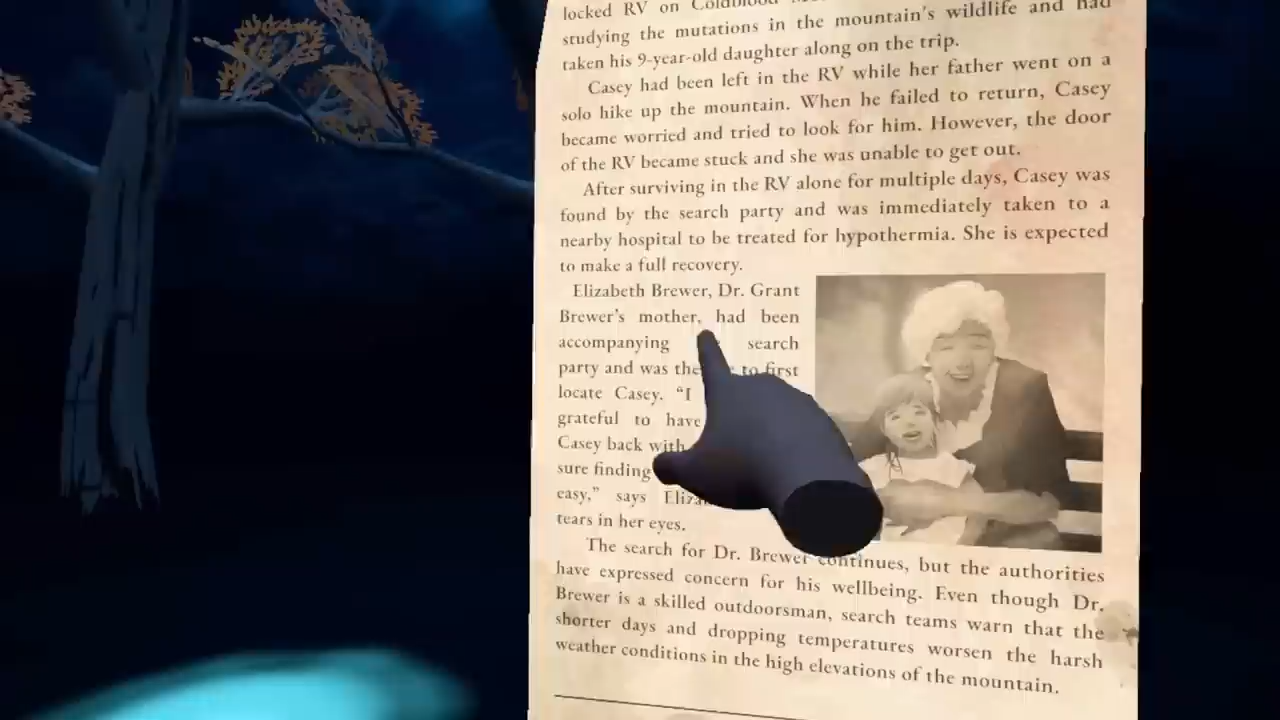 locked RV on Coldblood
studying the mutations in the mountain's wildlife and had
taken his 9-year-old daughter along on the trip.
Casey had been left in the RV while her father went on a
solo hike up the mountain. When he failed to return, Casey
became worried and tried to look for him. However, the door
of the RV became stuck and she was unable to get out.
After surviving in the RV alone for multiple days, Casey was
found by the search party and was immediately taken to a
nearby hospital to be treated for hypothermia. She is expected
to make a full recovery.
Elizabeth Brewer, Dr. Grant
Brewer's mother, had been
accompanying search
party and was the to first
locate Casey. "I
grateful to have
Casey back with
sure finding
easy," says
tears in her eyes.
The search for Dr. Brewer continues, but the authorities
have expressed concern for his wellbeing. Even though Dr.
Brewer is a skilled outdoorsman, search teams warn that the
shorter days and dropping temperatures worsen the harsh
weather conditions in the high elevations of the mountain.